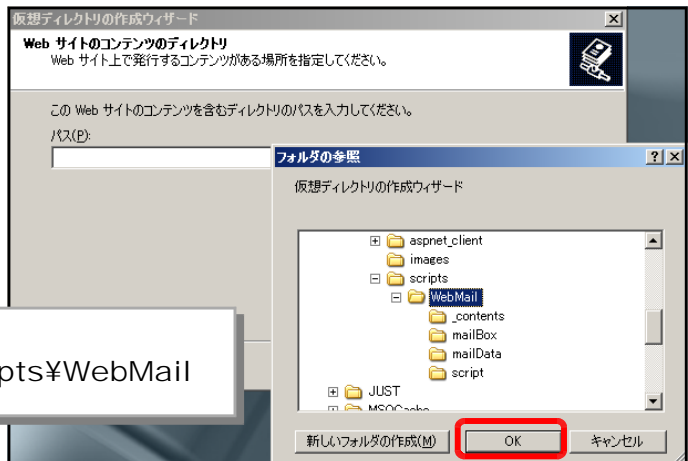 仮想ディレクトリの作成ウィザード
Web サイトのコンテンツのディレクトリ
Web サイト上で発行するコンテンツがある場所を指定してください。
この Web サイトのコンテンツを含むディレクトリのパスを入力してください。
パス(P):
フォルダの参照
仮想ディレクトリの作成ウィザード
aspnet_client
images
scripts
WebMail
_contents
mailBox
mailData
script
JUST
MSOCache
pts¥WebMail
新しいフォルダの作成(M)
OK
キャンセル